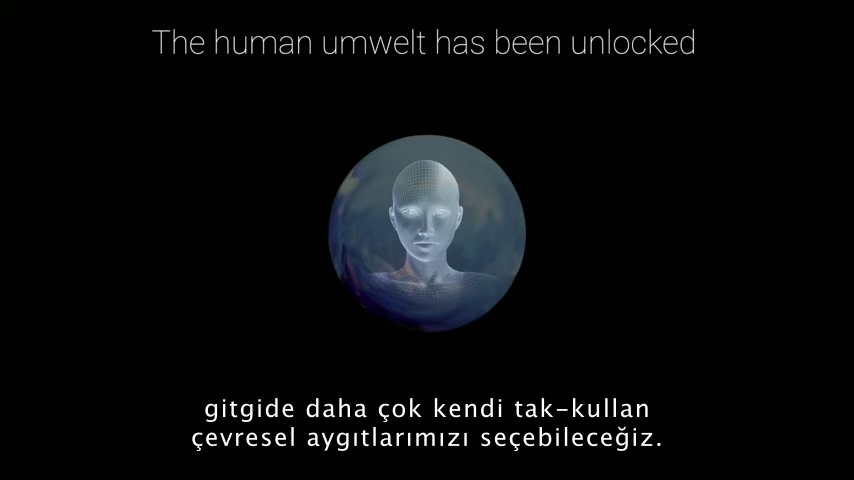 The human umwelt has been unlocked
gitgide daha çok kendi tak–kullan
çevresel aygıtlarımızı seçebileceğiz.